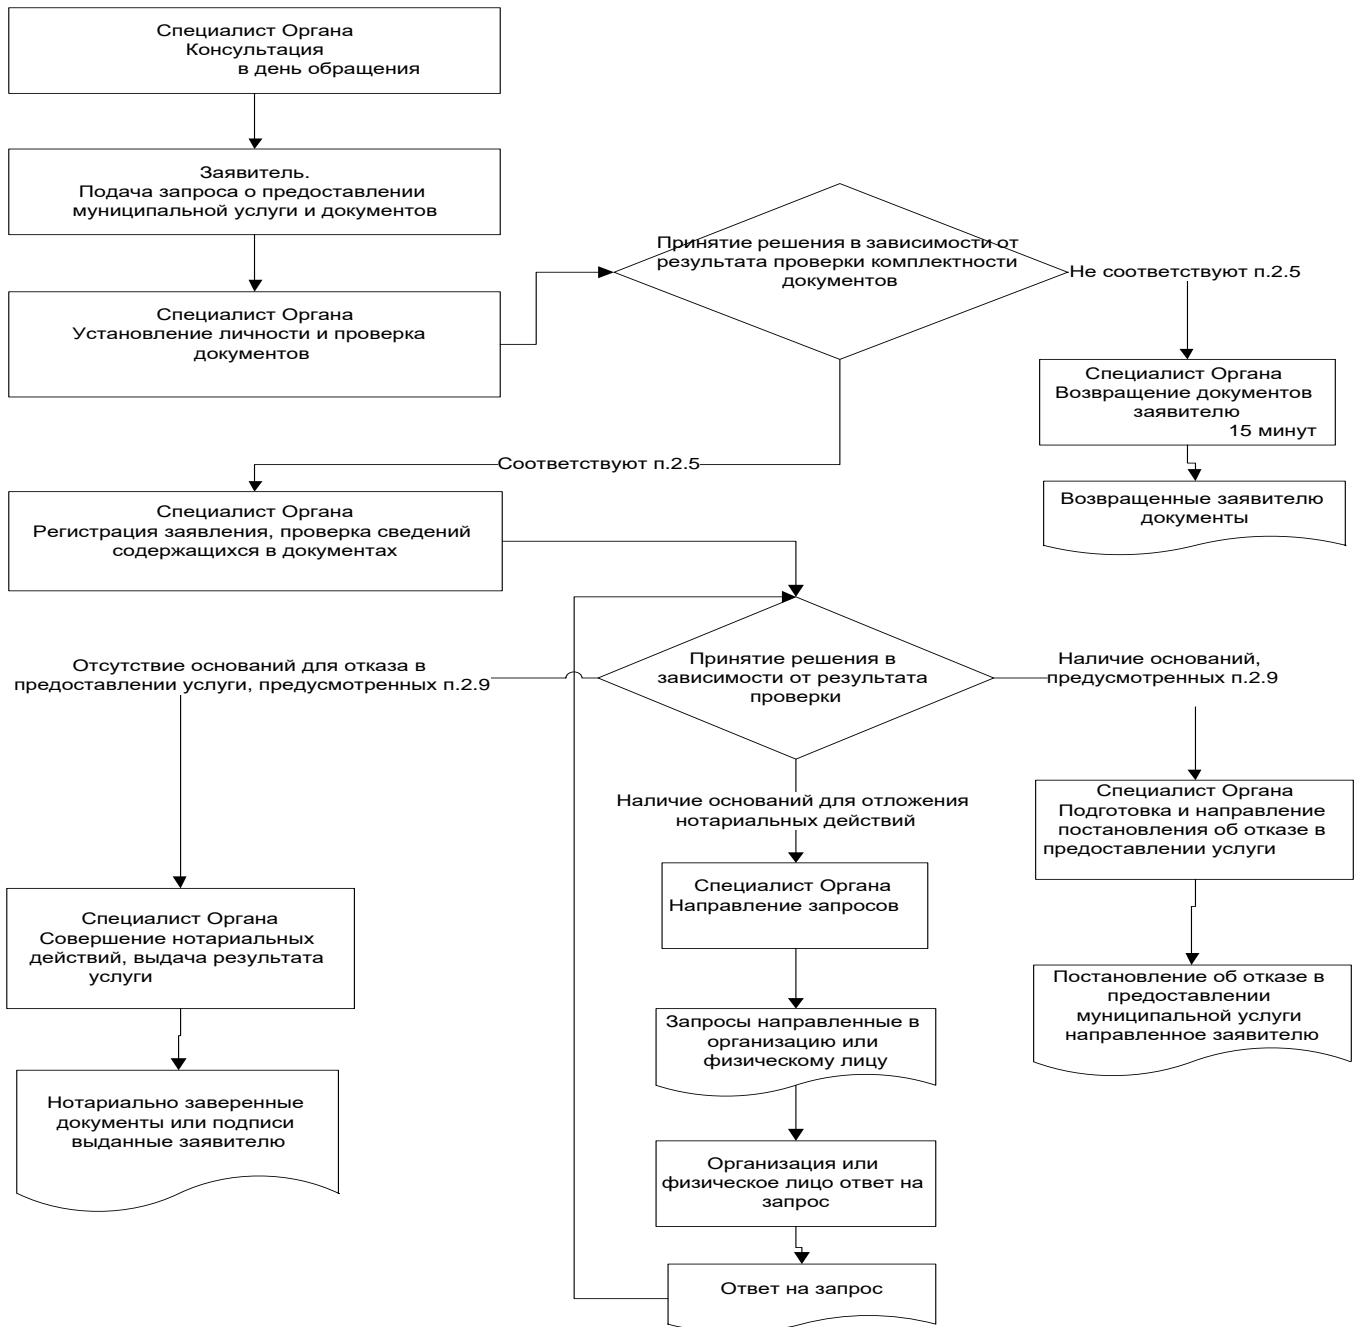 Специалист Органа
Консультация
в день обращения
Заявитель.
Подача запроса о предоставлении
муниципальной услуги и документов
Специалист Органа
Установление личности и проверка
документов
Принятие решения в зависимости от
результата проверки комплектности
документов
Не соответствуют п.2.5
Специалист Органа
Возвращение документов
заявителю
15 минут
Возвращенные заявителю
документы
Соответствуют п.2.5
Специалист Органа
Регистрация заявления, проверка сведений
содержащихся в документах
Принятие решения в
зависимости от результата
проверки
Отсутствие оснований для отказа в
предоставлении услуги, предусмотренных п.2.9
Наличие оснований,
предусмотренных п.2.9
Наличие оснований для отложения
нотариальных действий
Специалист Органа
Подготовка и направление
постановления об отказе в
предоставлении услуги
Специалист Органа
Направление запросов
Специалист Органа
Совершение нотариальных
действий, выдача результата
услуги
Постановление об отказе в
предоставлении
муниципальной услуги
направленное заявителю
Запросы направленные в
организацию или
физическому лицу
Нотариально заверенные
документы или подписи
выданные заявителю
Организация или
физическое лицо ответ на
запрос
Ответ на запрос